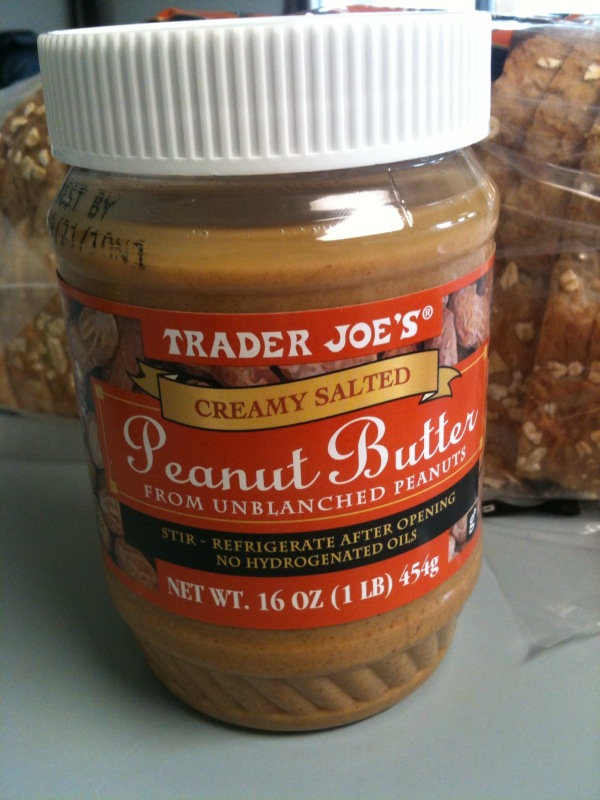 TRADER JOE'S®
CREAMY SALTED
Peanut Butter
FROM UNBLANCHED PEANUTS
STIR - REFRIGERATE AFTER OPENING
NO HYDROGENATED OILS
NET WT. 16 OZ (1 LB) 454g
BY